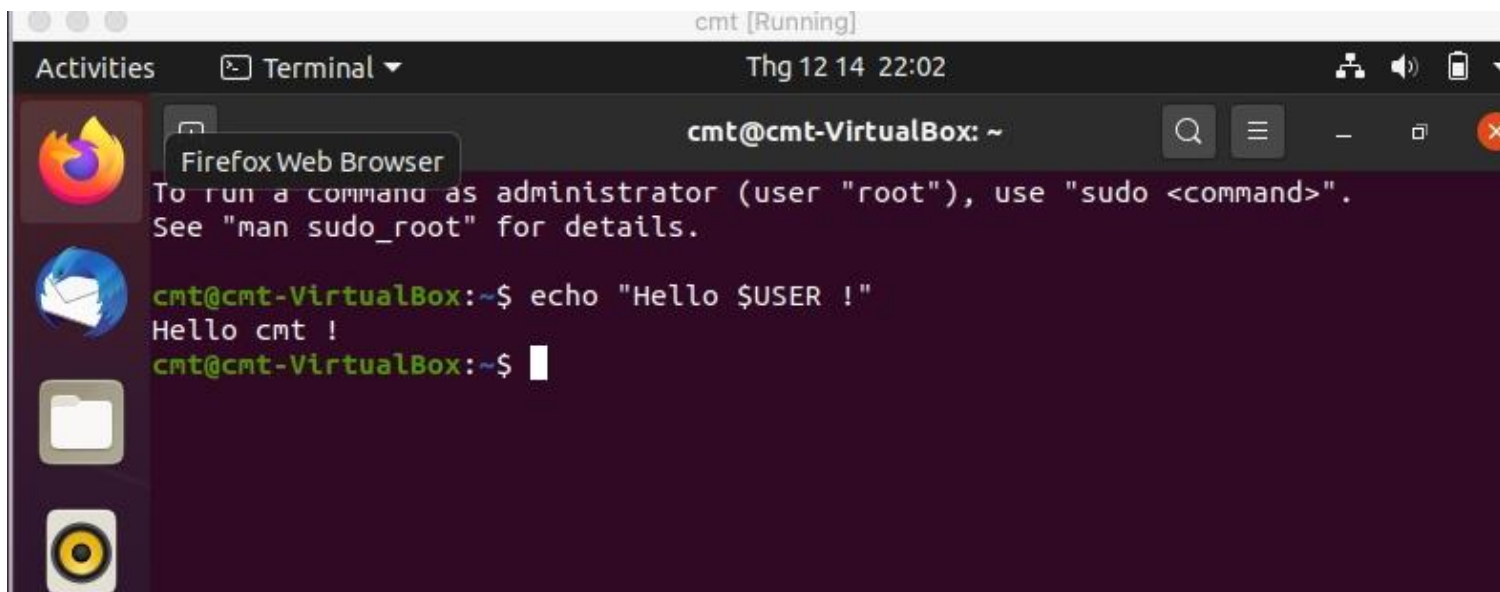 cmt [Running]
Activities Terminal Thg 12 14 22:02
cmt@cmt-VirtualBox: ~
Firefox Web Browser
To run a command as administrator (user "root"), use "sudo <command>".
See "man sudo_root" for details.
cmt@cmt-VirtualBox:~$ echo "Hello $USER !"
Hello cmt !
cmt@cmt-VirtualBox:~$